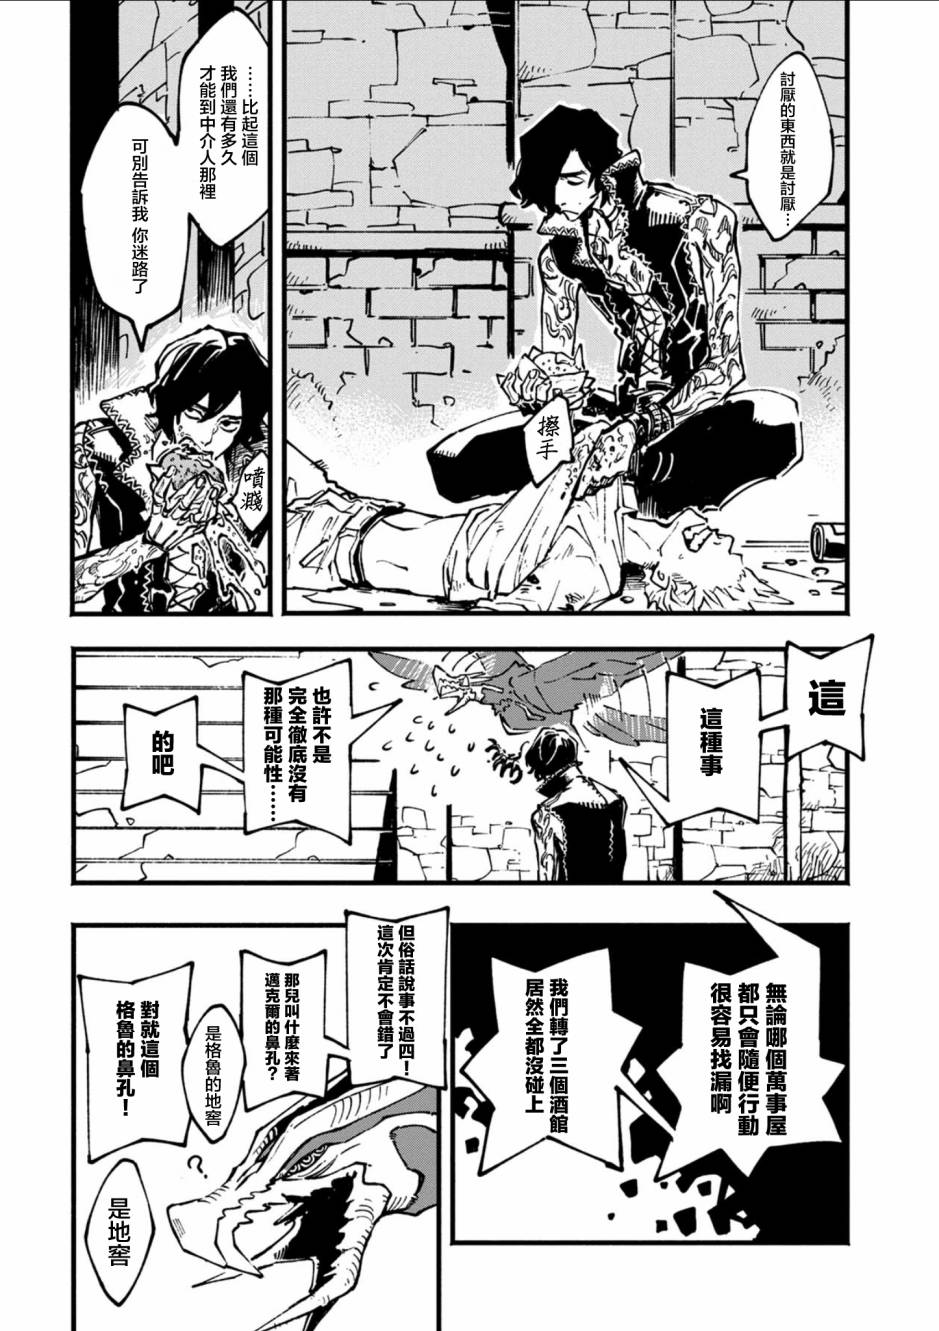 討厭的東西就是討厭…
擦手
……比起這個
我們還有多久
才能到中介人那裡
可別告訴我 你迷路了
噴濺
這
這種事
也許不是
完全徹底沒有
那種可能性……
的吧
無論哪個萬事屋
都只會隨便行動
很容易找漏啊
我們轉了三個酒館
居然全都沒碰上
但俗話說事不過四！
這次肯定不會錯了
那兒叫什麼來著
邁克爾的鼻孔？
是格魯的地窖
？
對就這個
格魯的鼻孔！
是地窖